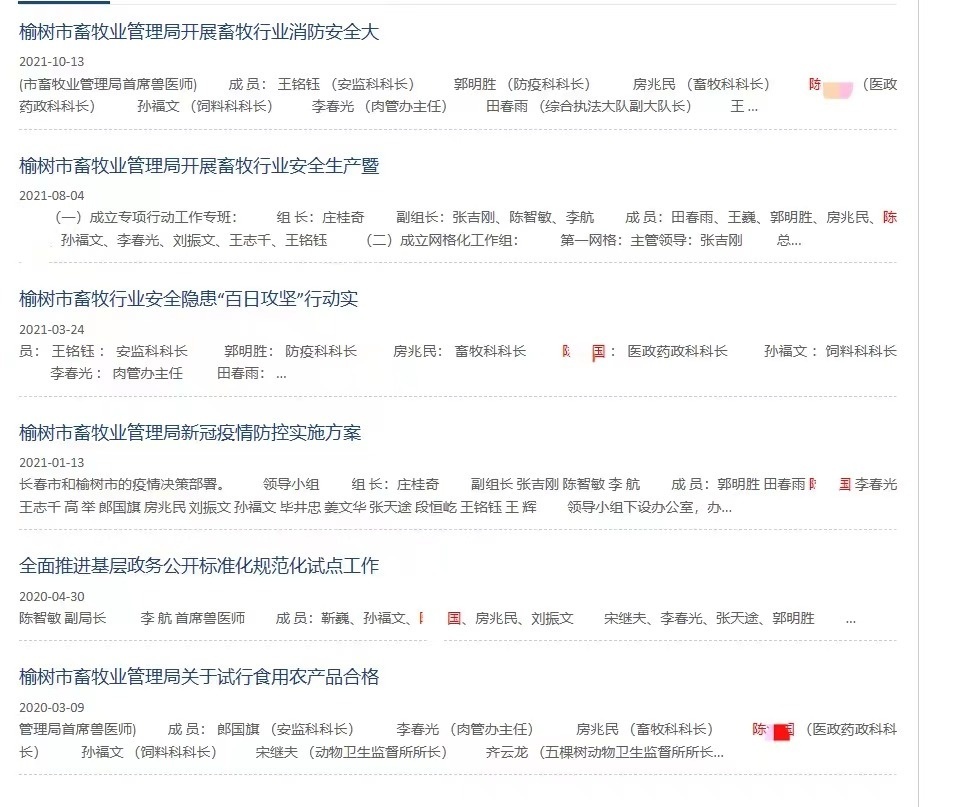 榆树市畜牧业管理局开展畜牧行业消防安全大
2021-10-13
(市畜牧业管理局首席兽医师) 成 员： 王铭钰 （安监科科长） 郭明胜 （防疫科科长） 房兆民 （畜牧科科长） 陈 （医政
药政科科长） 孙福文 （饲料科科长） 李春光 （肉管办主任） 田春雨 （综合执法大队副大队长） 王 ...
榆树市畜牧业管理局开展畜牧行业安全生产暨
2021-08-04
（一）成立专项行动工作专班： 组 长：庄桂奇 副组长：张吉刚、陈智敏、李航 成 员：田春雨、王巍、郭明胜、房兆民、陈
孙福文、李春光、刘振文、王志千、王铭钰 （二）成立网格化工作组： 第一网格：主管领导：张吉刚 总...
榆树市畜牧行业安全隐患“百日攻坚”行动实
2021-03-24
员： 王铭钰： 安监科科长 郭明胜： 防疫科科长 房兆民： 畜牧科科长 国： 医政药政科科长 孙福文： 饲料科科长
李春光： 肉管办主任 田春雨： ...
榆树市畜牧业管理局新冠疫情防控实施方案
2021-01-13
长春市和榆树市的疫情决策部署。 领导小组 组 长：庄桂奇 副组长 张吉刚 陈智敏 李 航 成 员：郭明胜 田春雨 国 李春光
王志千 高 举 郎国旗 房兆民 刘振文 孙福文 毕井忠 姜文华 张天途 段恒屹 王铭钰 王 辉 领导小组下设办公室，办...
全面推进基层政务公开标准化规范化试点工作
2020-04-30
陈智敏 副局长 李 航 首席兽医师 成 员：靳巍、孙福文、 国、房兆民、刘振文 宋继夫、李春光、张天途、郭明胜 ...
榆树市畜牧业管理局关于试行食用农产品合格
2020-03-09
管理局首席兽医师) 成 员： 郎国旗 （安监科科长） 李春光 （肉管办主任） 房兆民 （畜牧科科长） 陈 （医政药政科科
长） 孙福文 （饲料科科长） 宋继夫 （动物卫生监督所所长） 齐云龙 （五棵树动物卫生监督所所长...